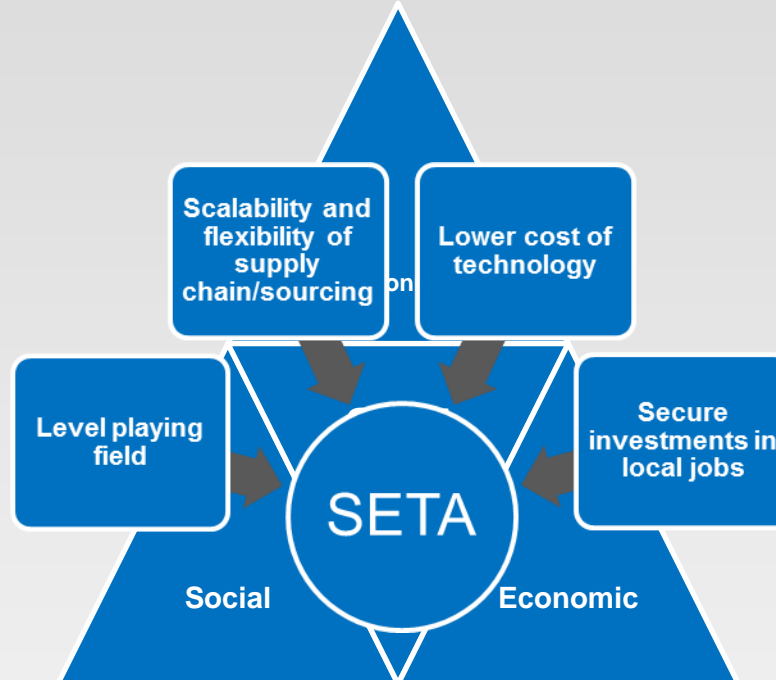 Scalability and
flexibility of
supply
chain/sourcing
Lower cost of
technology
Level playing
field
Secure
investments in
local jobs
SETA
Social
Economic